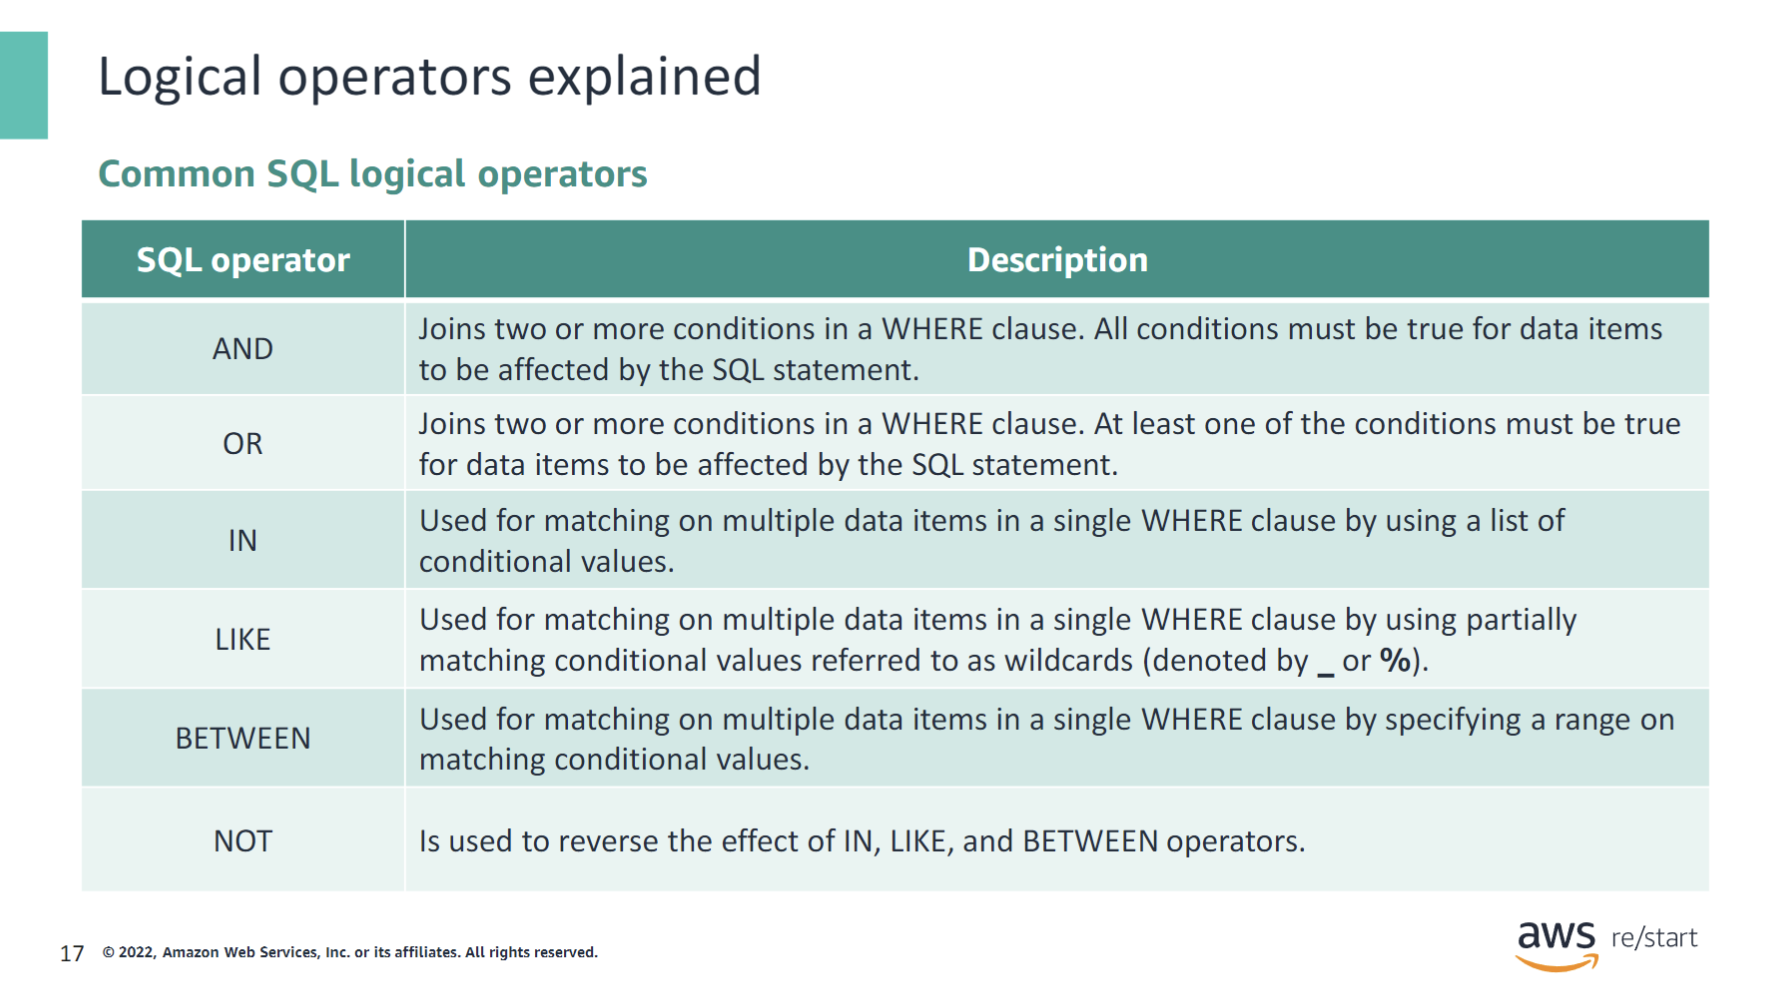 Logical operators explained
Common SQL logical operators
SQL operator
Description
AND
Joins two or more conditions in a WHERE clause. All conditions must be true for data items
to be affected by the SQL statement.
OR
Joins two or more conditions in a WHERE clause. At least one of the conditions must be true
for data items to be affected by the SQL statement.
IN
Used for matching on multiple data items in a single WHERE clause by using a list of
conditional values.
LIKE
Used for matching on multiple data items in a single WHERE clause by using partially
matching conditional values referred to as wildcards (denoted by _ or %).
BETWEEN
Used for matching on multiple data items in a single WHERE clause by specifying a range on
matching conditional values.
NOT
Is used to reverse the effect of IN, LIKE, and BETWEEN operators.
17
© 2022, Amazon Web Services, Inc. or its affiliates. All rights reserved.
aws re/start